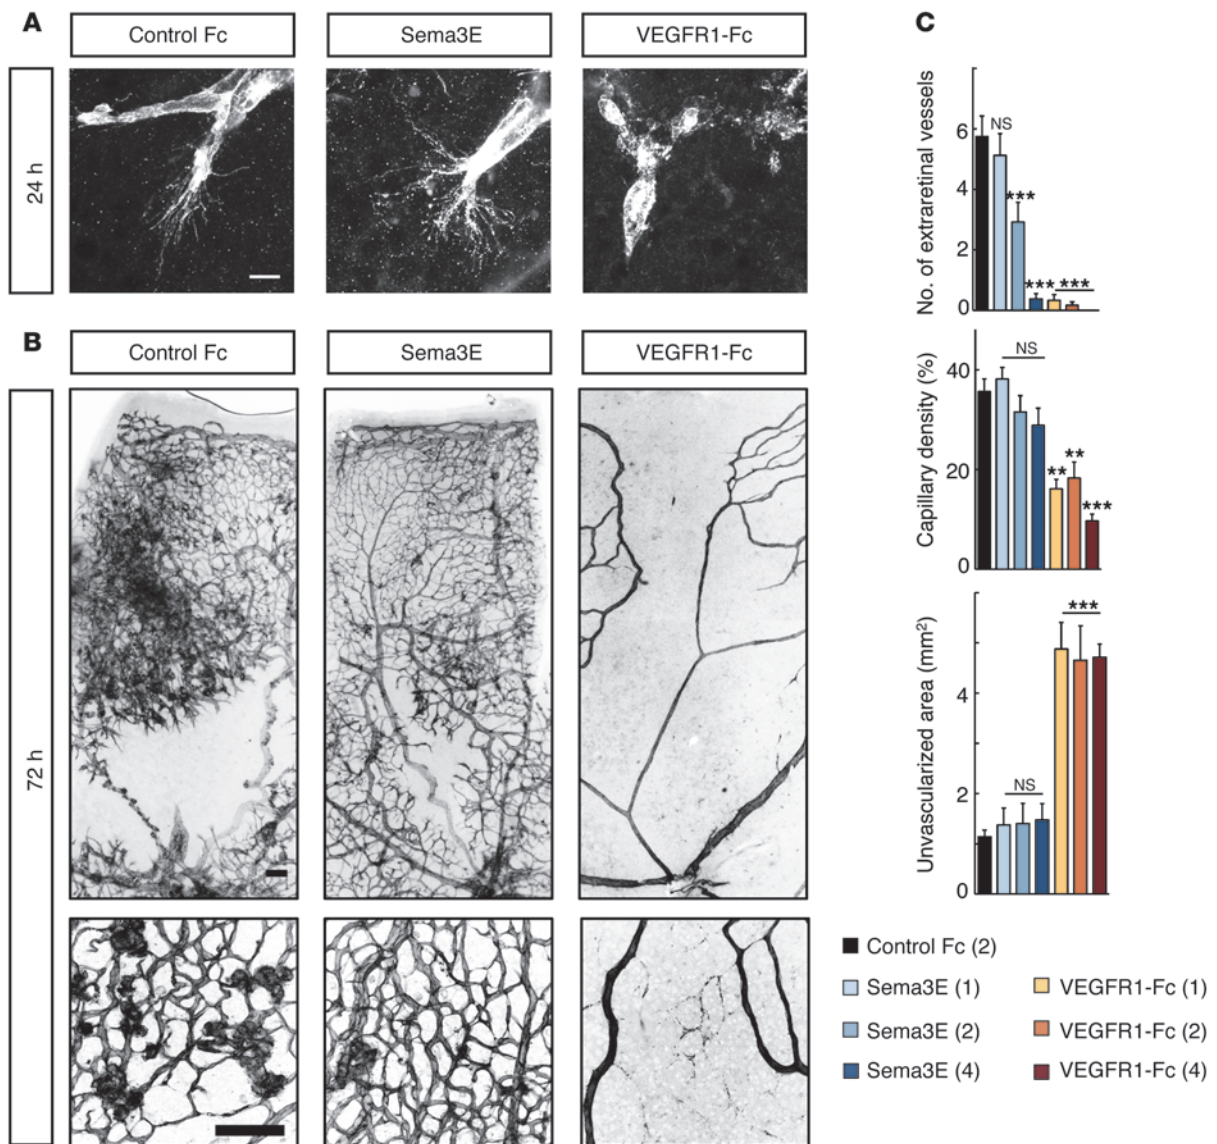 A
Control Fc
Sema3E
VEGFR1-Fc
24 h
B
Control Fc
Sema3E
VEGFR1-Fc
72 h
C
No. of extraretinal vessels
6
4
2
0
NS
***
***
***
Capillary density (%)
40
20
0
NS
**
**
***
Unvascularized area (mm²)
4
2
0
NS
***
Control Fc (2)
Sema3E (1)
VEGFR1-Fc (1)
Sema3E (2)
VEGFR1-Fc (2)
Sema3E (4)
VEGFR1-Fc (4)